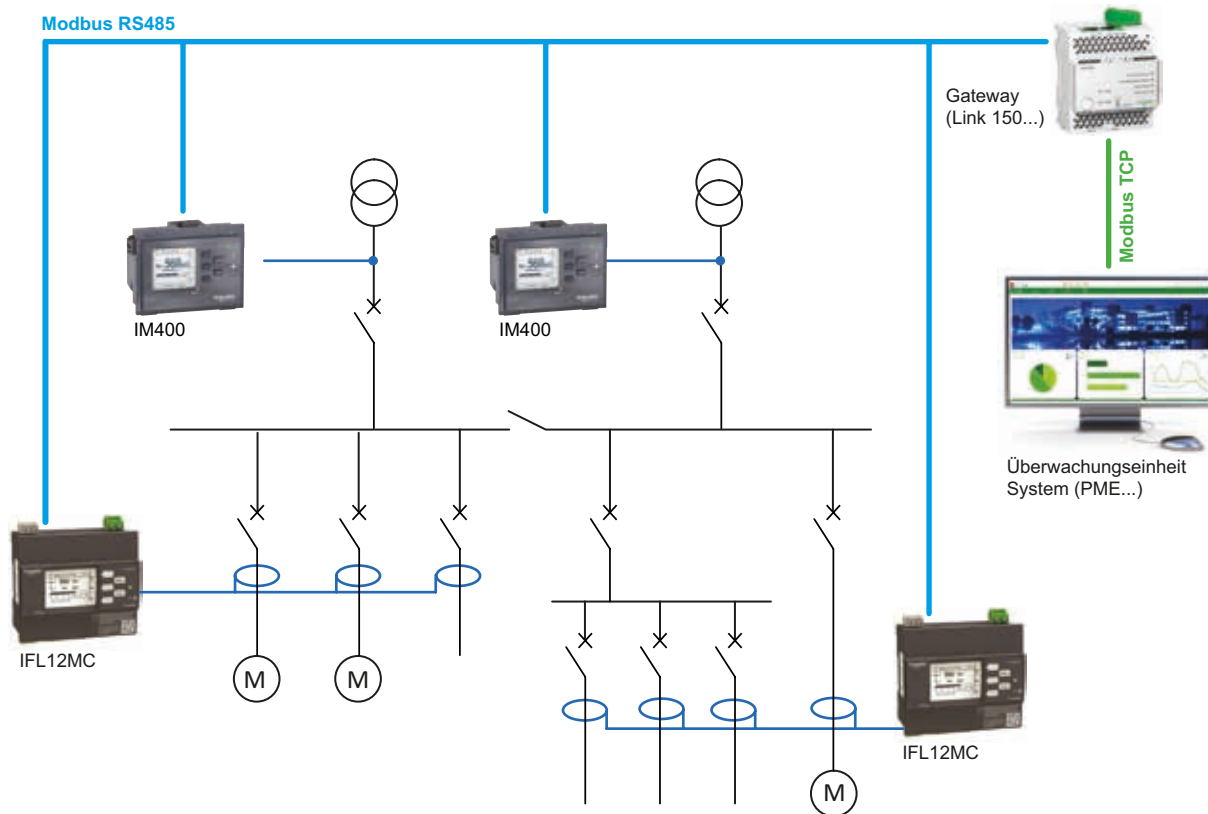 Modbus RS485
Gateway
(Link 150...)
Modbus TCP
IM400
IM400
Überwachungseinheit
System (PME...)
IFL12MC
M
M
IFL12MC
M